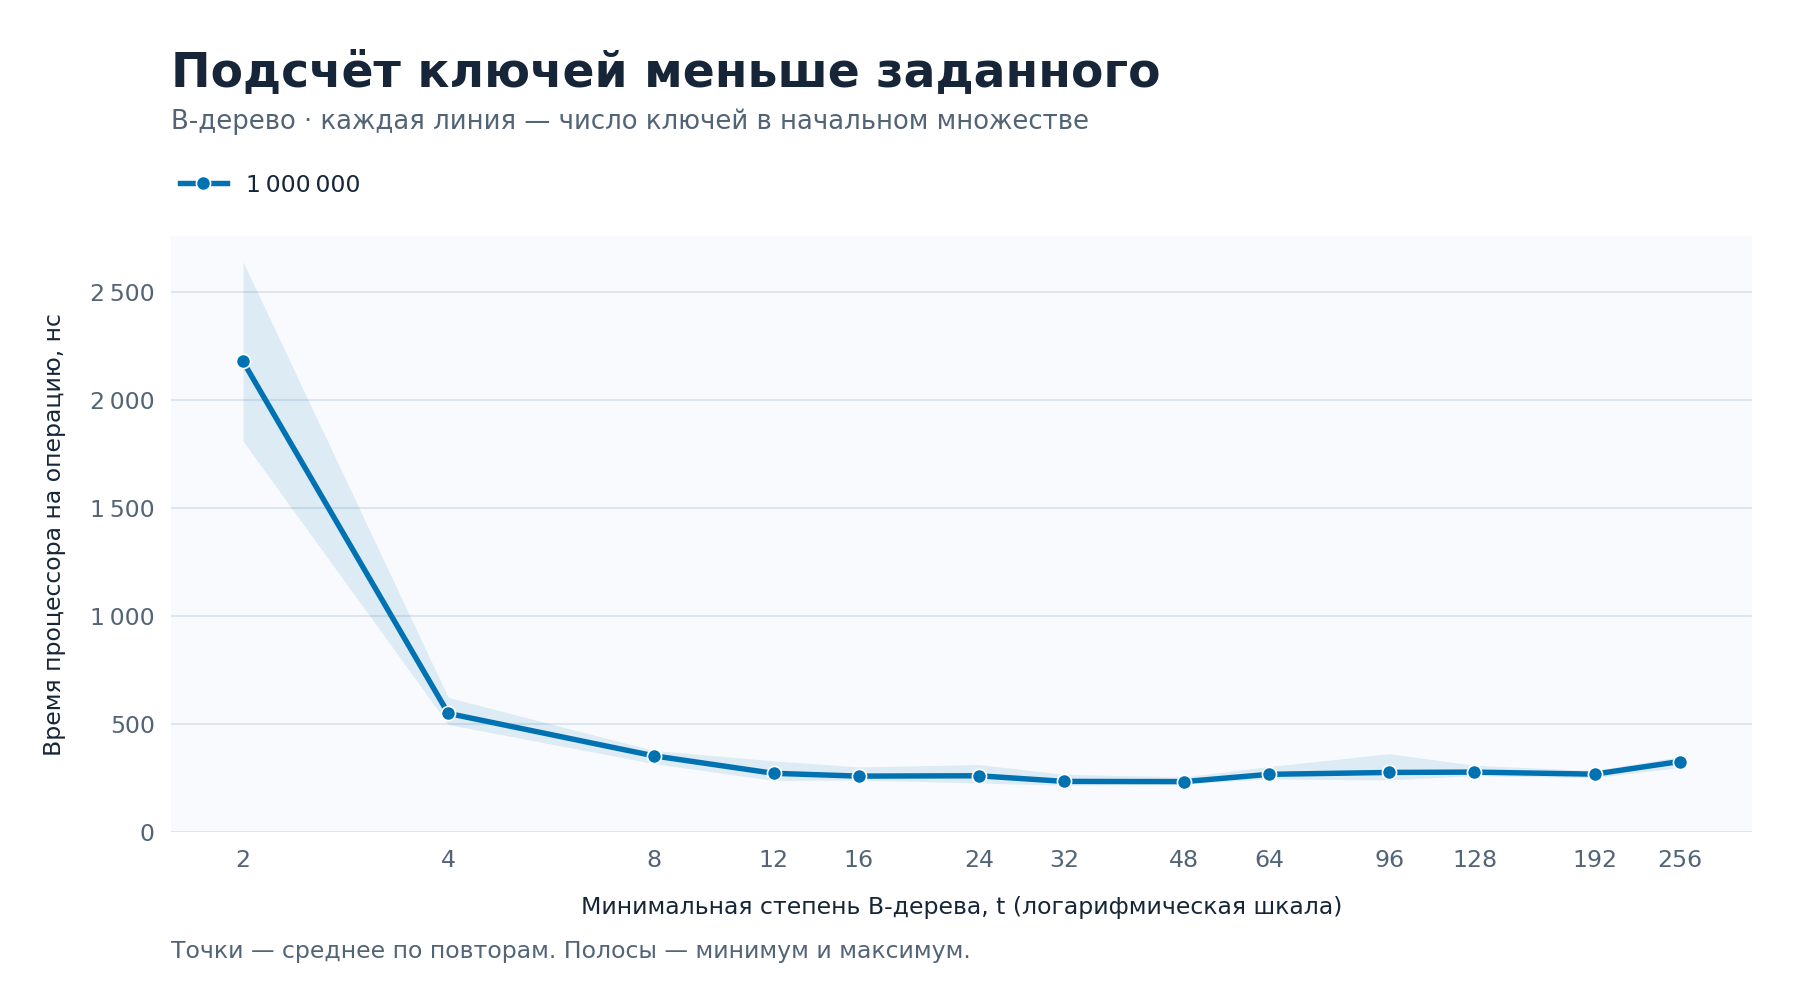 Подсчёт ключей меньше заданного
B-дерево · каждая линия — число ключей в начальном множестве
1 000 000
Время процессора на операцию, нс
2 500
2 000
1 500
1 000
500
0
2 4 8 12 16 24 32 48 64 96 128 192 256
Минимальная степень B-дерева, t (логарифмическая шкала)
Точки — среднее по повторам. Полосы — минимум и максимум.